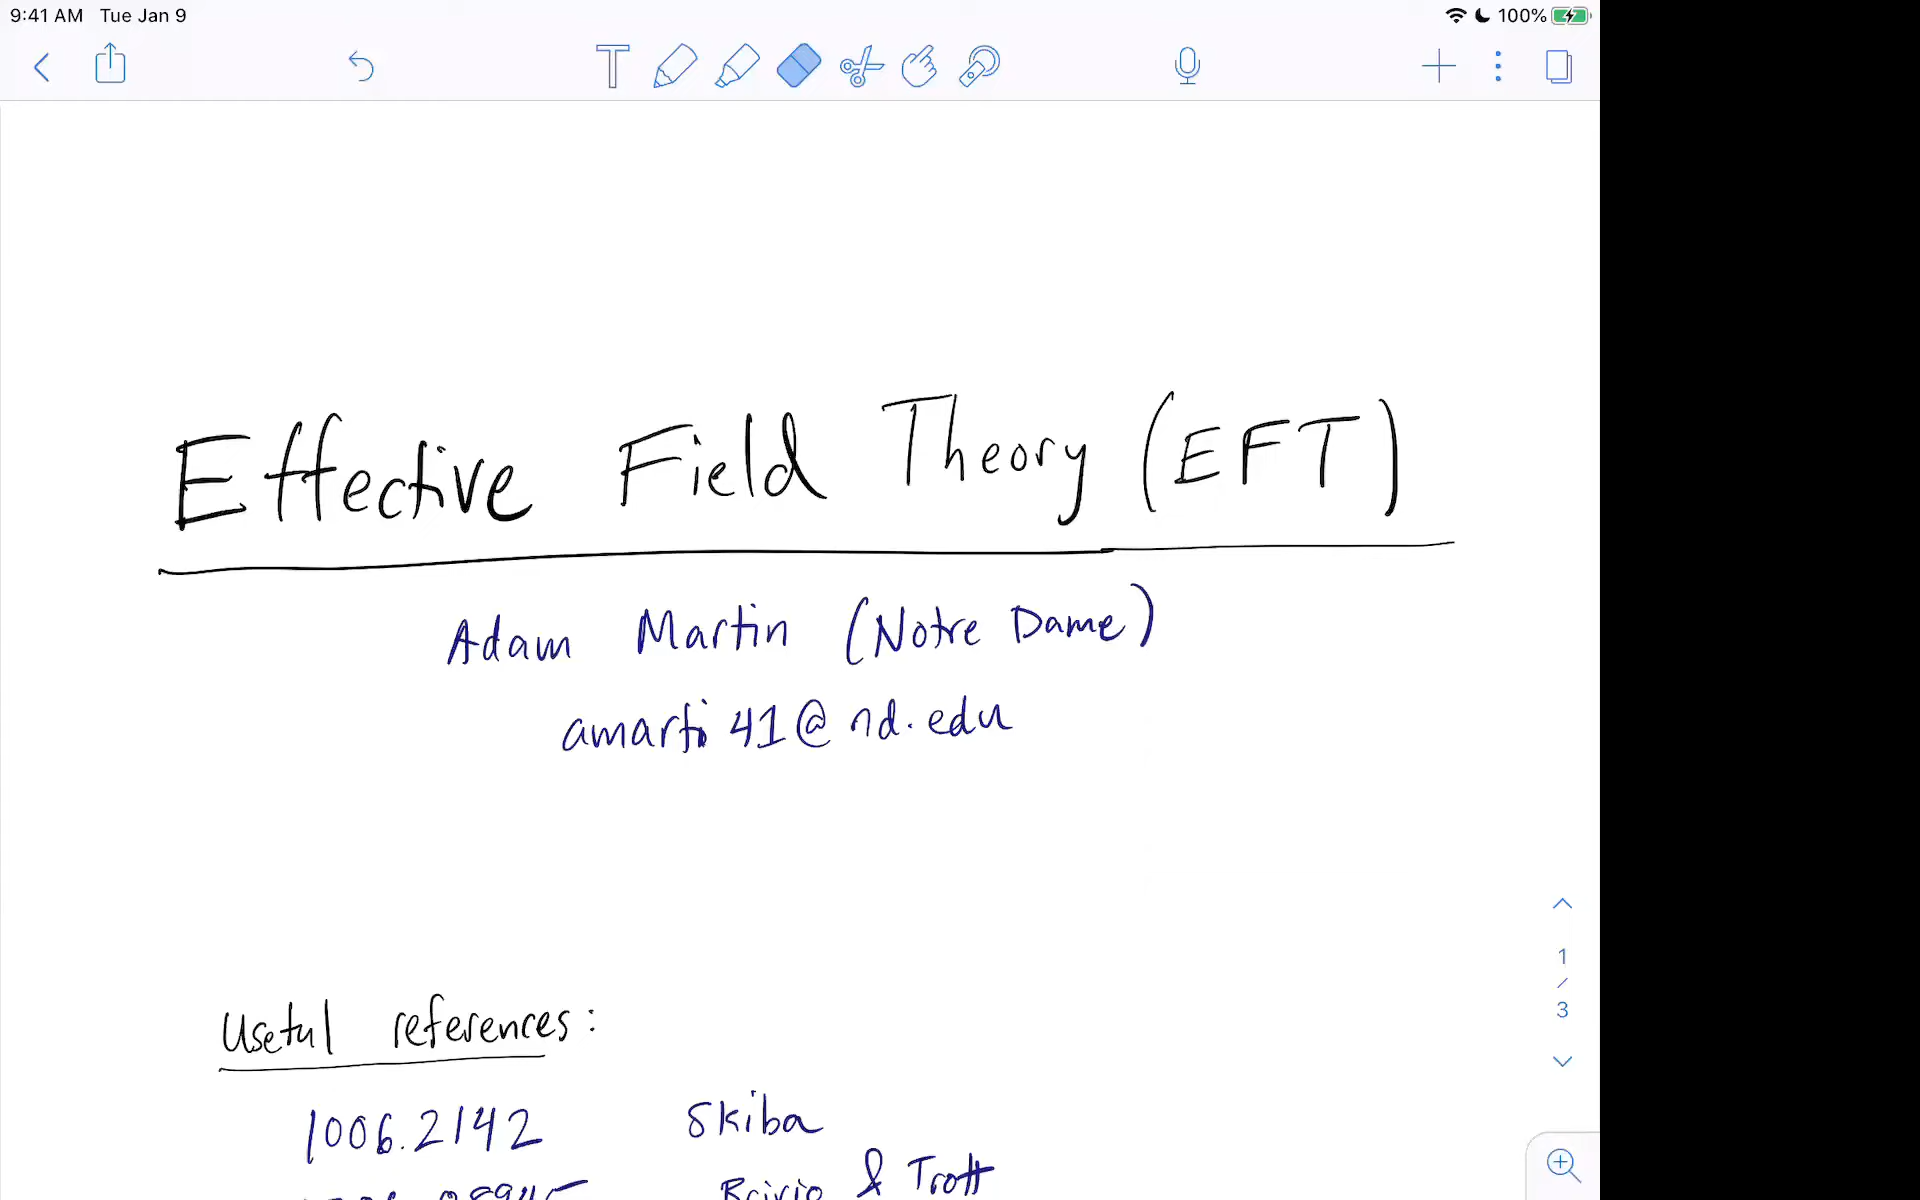 9:41 AM Tue Jan 9
100%
Effective Field Theory (EFT)
Adam Martin (Notre Dame)
amarti41@nd.edu
1
/
3
Useful references:
1006.2142 Skiba
& Trott